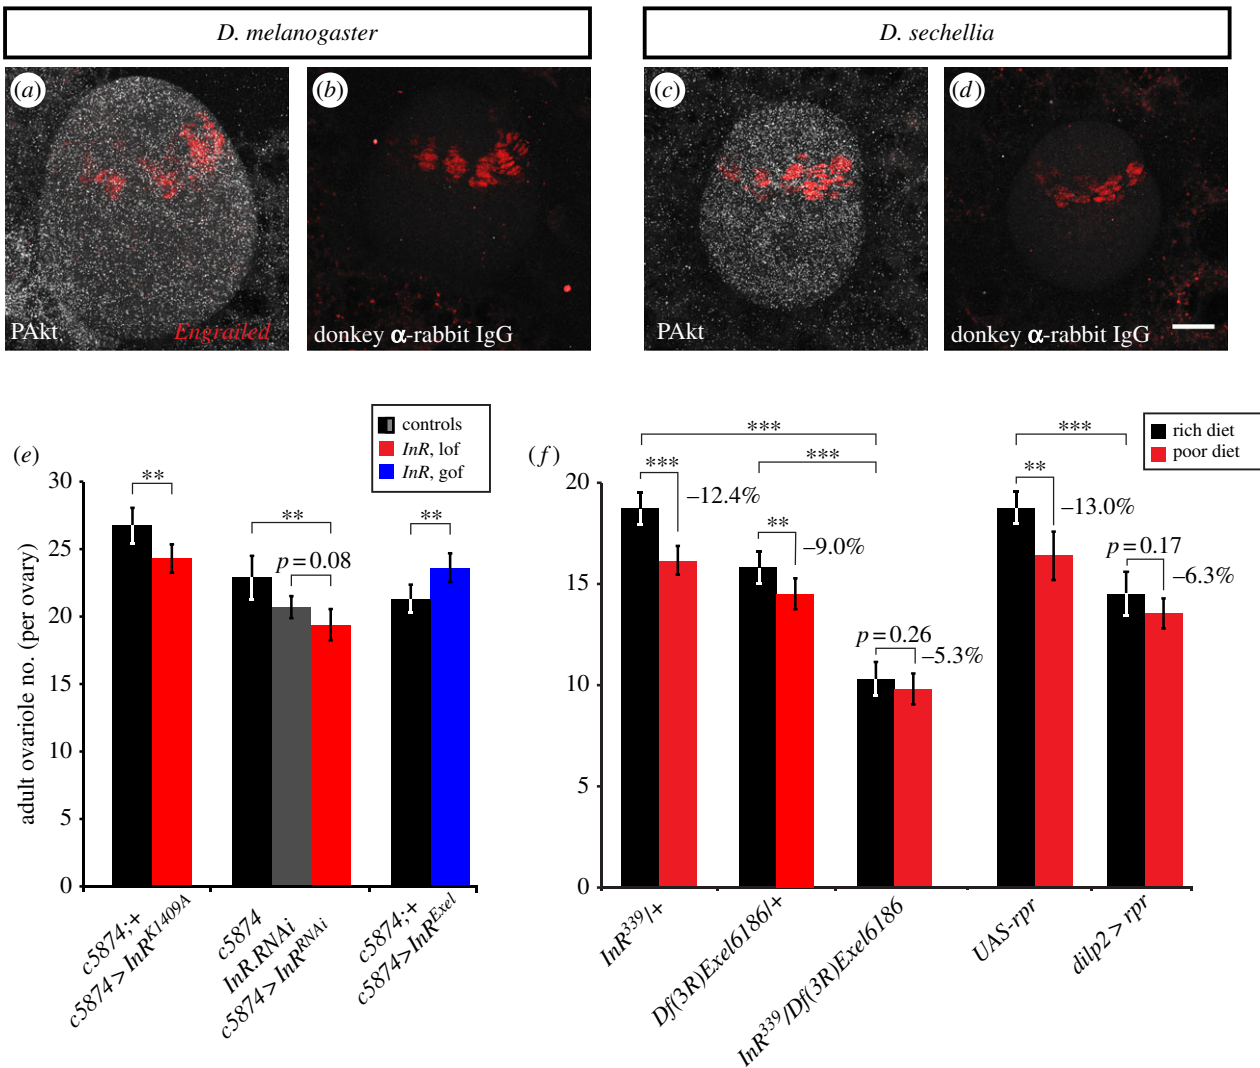 D. melanogaster
D. sechellia
(a)
(b)
(c)
(d)
PAkt
Engrailed
donkey α-rabbit IgG
PAkt
donkey α-rabbit IgG
(e)
controls
InR, lof
InR, gof
adult ovariole no. (per ovary)
30
25
20
15
10
5
0
**
**
p = 0.08
**
c5874;+
c5874 > InR^K1409A
c5874
InR.RNAi
c5874 > InR^RNAi
c5874;+
c5874>InR^Exel
(f)
rich diet
poor diet
20
15
10
5
0
***
***
***
–12.4%
**
–9.0%
p = 0.26
–5.3%
***
**
–13.0%
p = 0.17
–6.3%
InR^339/+
Df(3R)Exel6186/+
InR^339/Df(3R)Exel6186
UAS-rpr
dilp2 > rpr